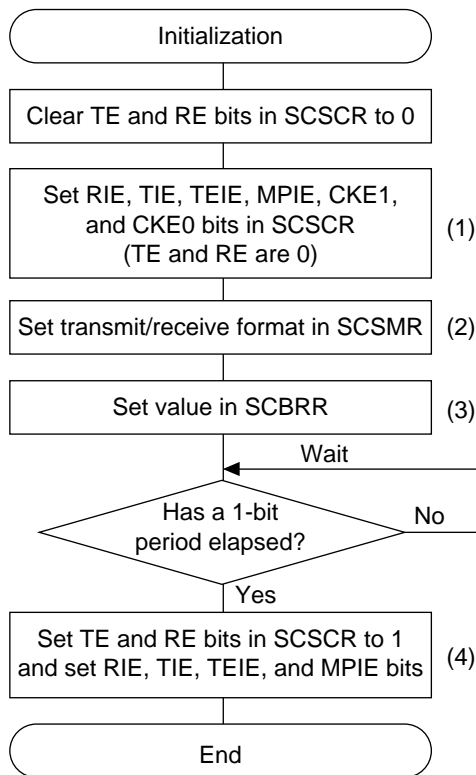 Initialization
Clear TE and RE bits in SCSCR to 0
Set RIE, TIE, TEIE, MPIE, CKE1,
and CKE0 bits in SCSCR
(TE and RE are 0)
(1)
Set transmit/receive format in SCSMR
(2)
Set value in SCBRR
(3)
Wait
Has a 1-bit
period elapsed?
No
Yes
Set TE and RE bits in SCSCR to 1
and set RIE, TIE, TEIE, and MPIE bits
(4)
End